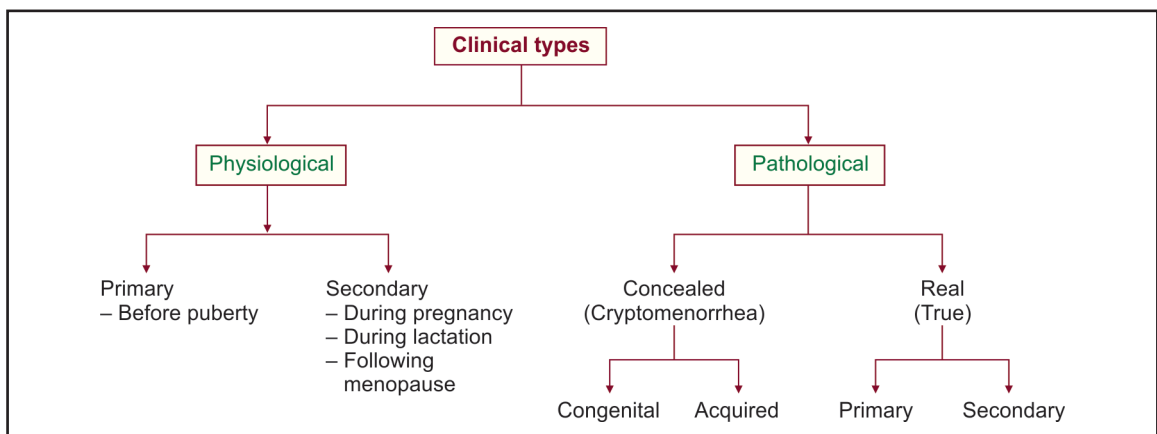 Clinical types
Physiological
Pathological
Primary
– Before puberty
Secondary
– During pregnancy
– During lactation
– Following
menopause
Concealed
(Cryptomenorrhea)
Real
(True)
Congenital
Acquired
Primary
Secondary